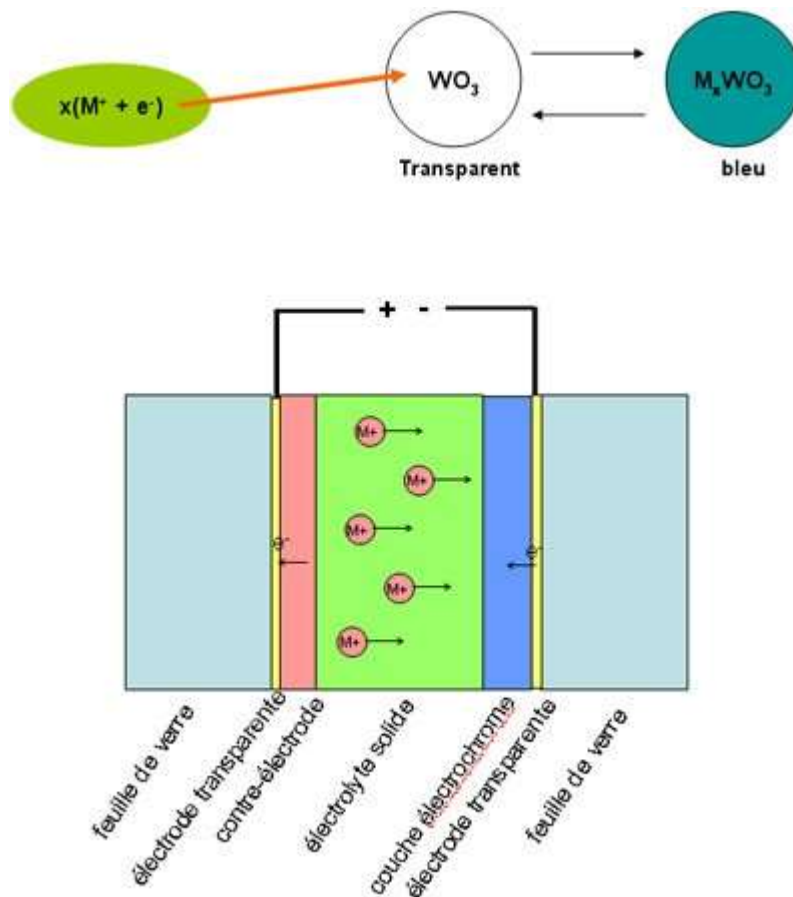 x(M⁺ + e⁻)
WO₃
MₓWO₃
Transparent
bleu
+ -
M+
M+
M+
M+
M+
e-
e-
feuille de verre
électrode transparente
contre-électrode
électrolyte solide
couche électrochrome
électrode transparente
feuille de verre